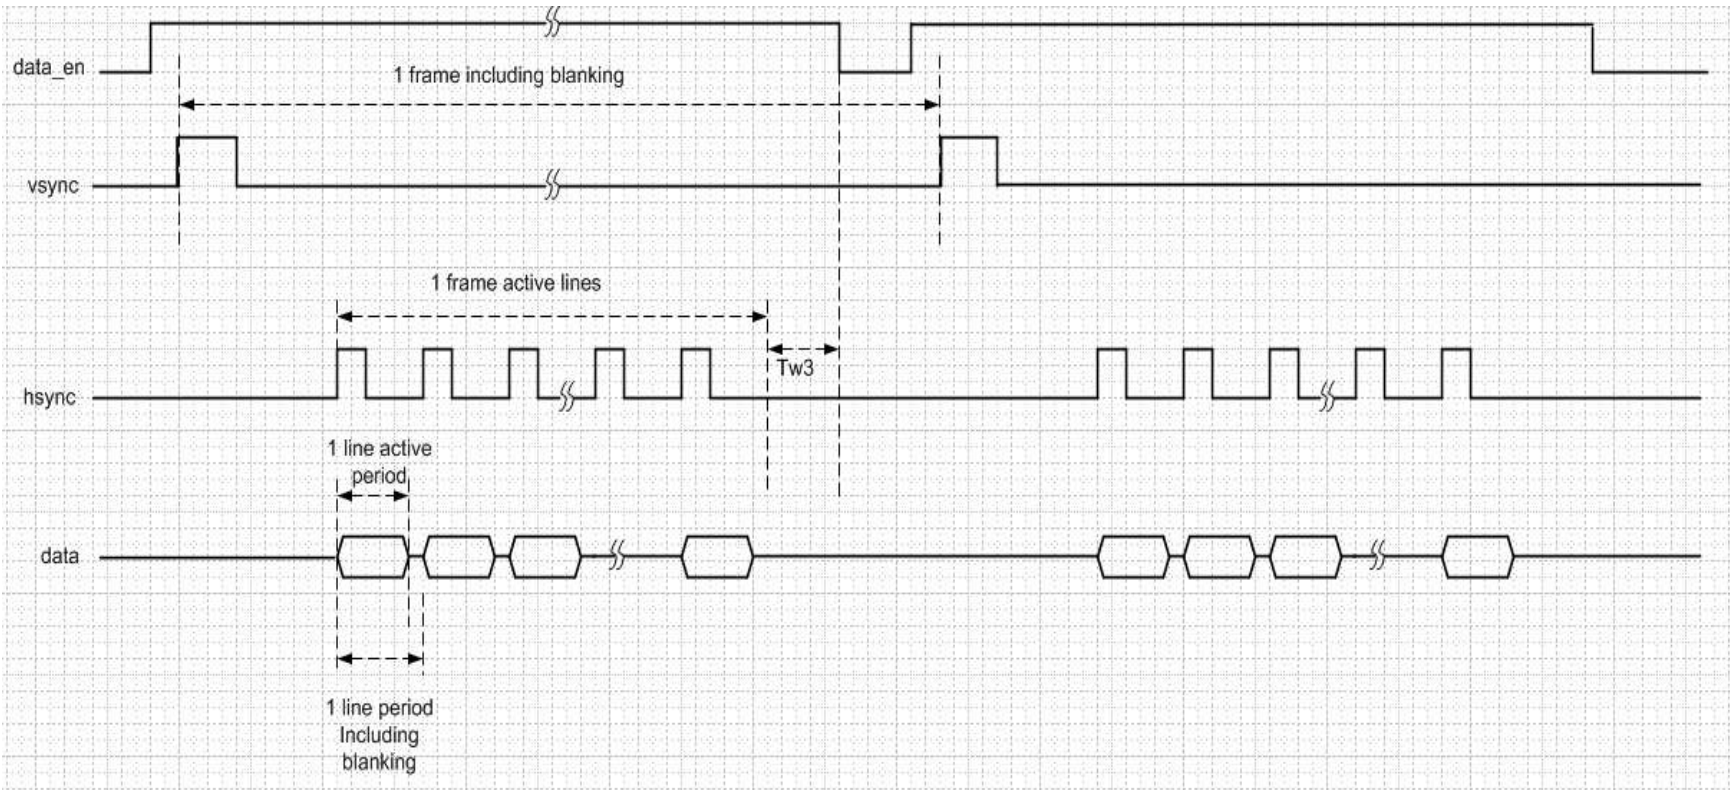 data_en
1 frame including blanking
vsync
1 frame active lines
Tw3
hsync
1 line active
period
data
1 line period
Including
blanking